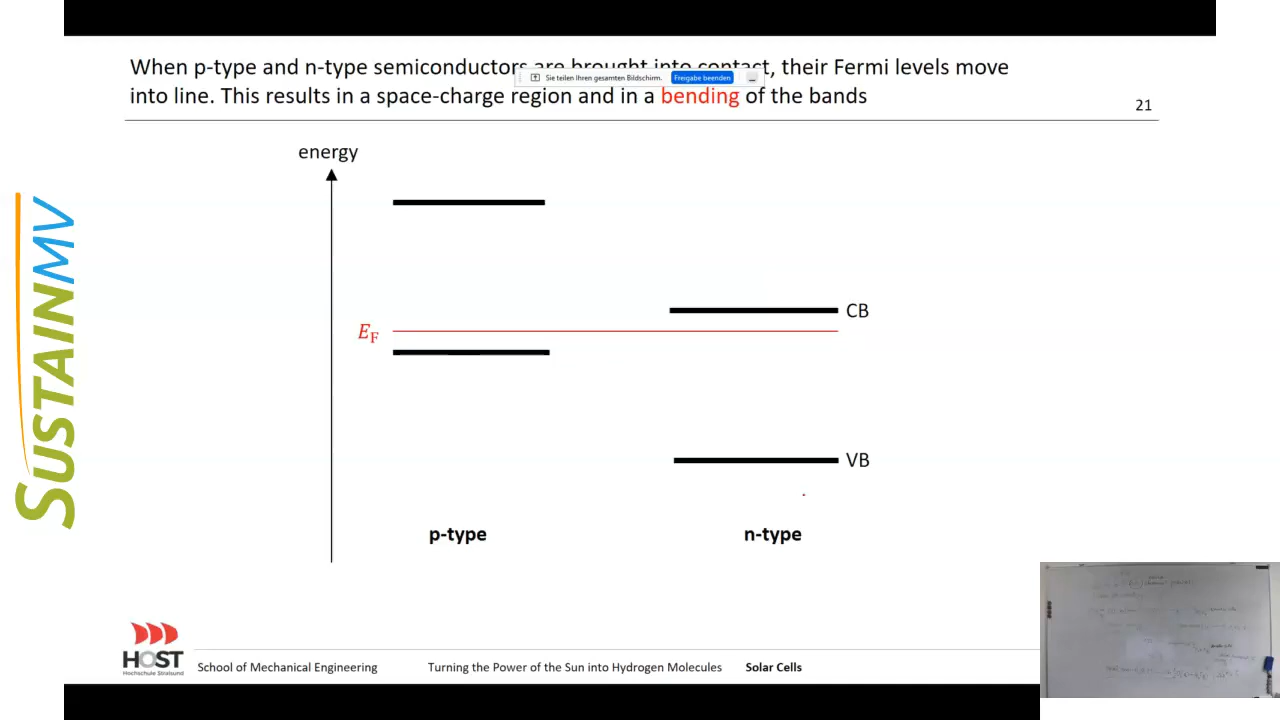 When p-type and n-type semiconductors are brought into contact, their Fermi levels move
into line. This results in a space-charge region and in a bending of the bands
Sie teilen Ihren gesamten Bildschirm. Freigabe beenden
21
energy
SUSTAINMV
CB
E_F
VB
p-type n-type
HOST
Hochschule Stralsund
School of Mechanical Engineering Turning the Power of the Sun into Hydrogen Molecules Solar Cells